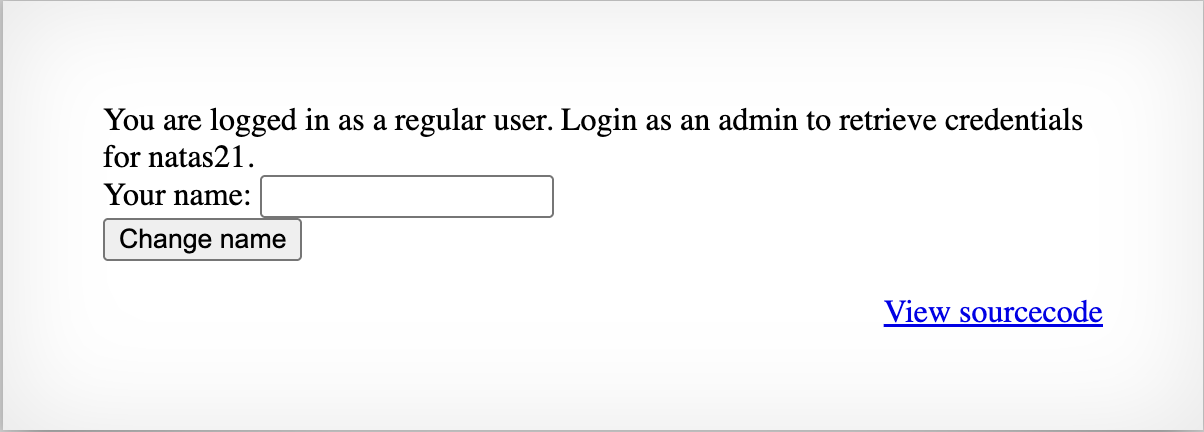 You are logged in as a regular user. Login as an admin to retrieve credentials
for natas21.
Your name:
Change name
View sourcecode